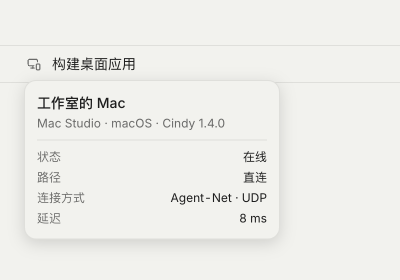 构建桌面应用
工作室的 Mac
Mac Studio · macOS · Cindy 1.4.0
状态 在线
路径 直连
连接方式 Agent-Net · UDP
延迟 8 ms